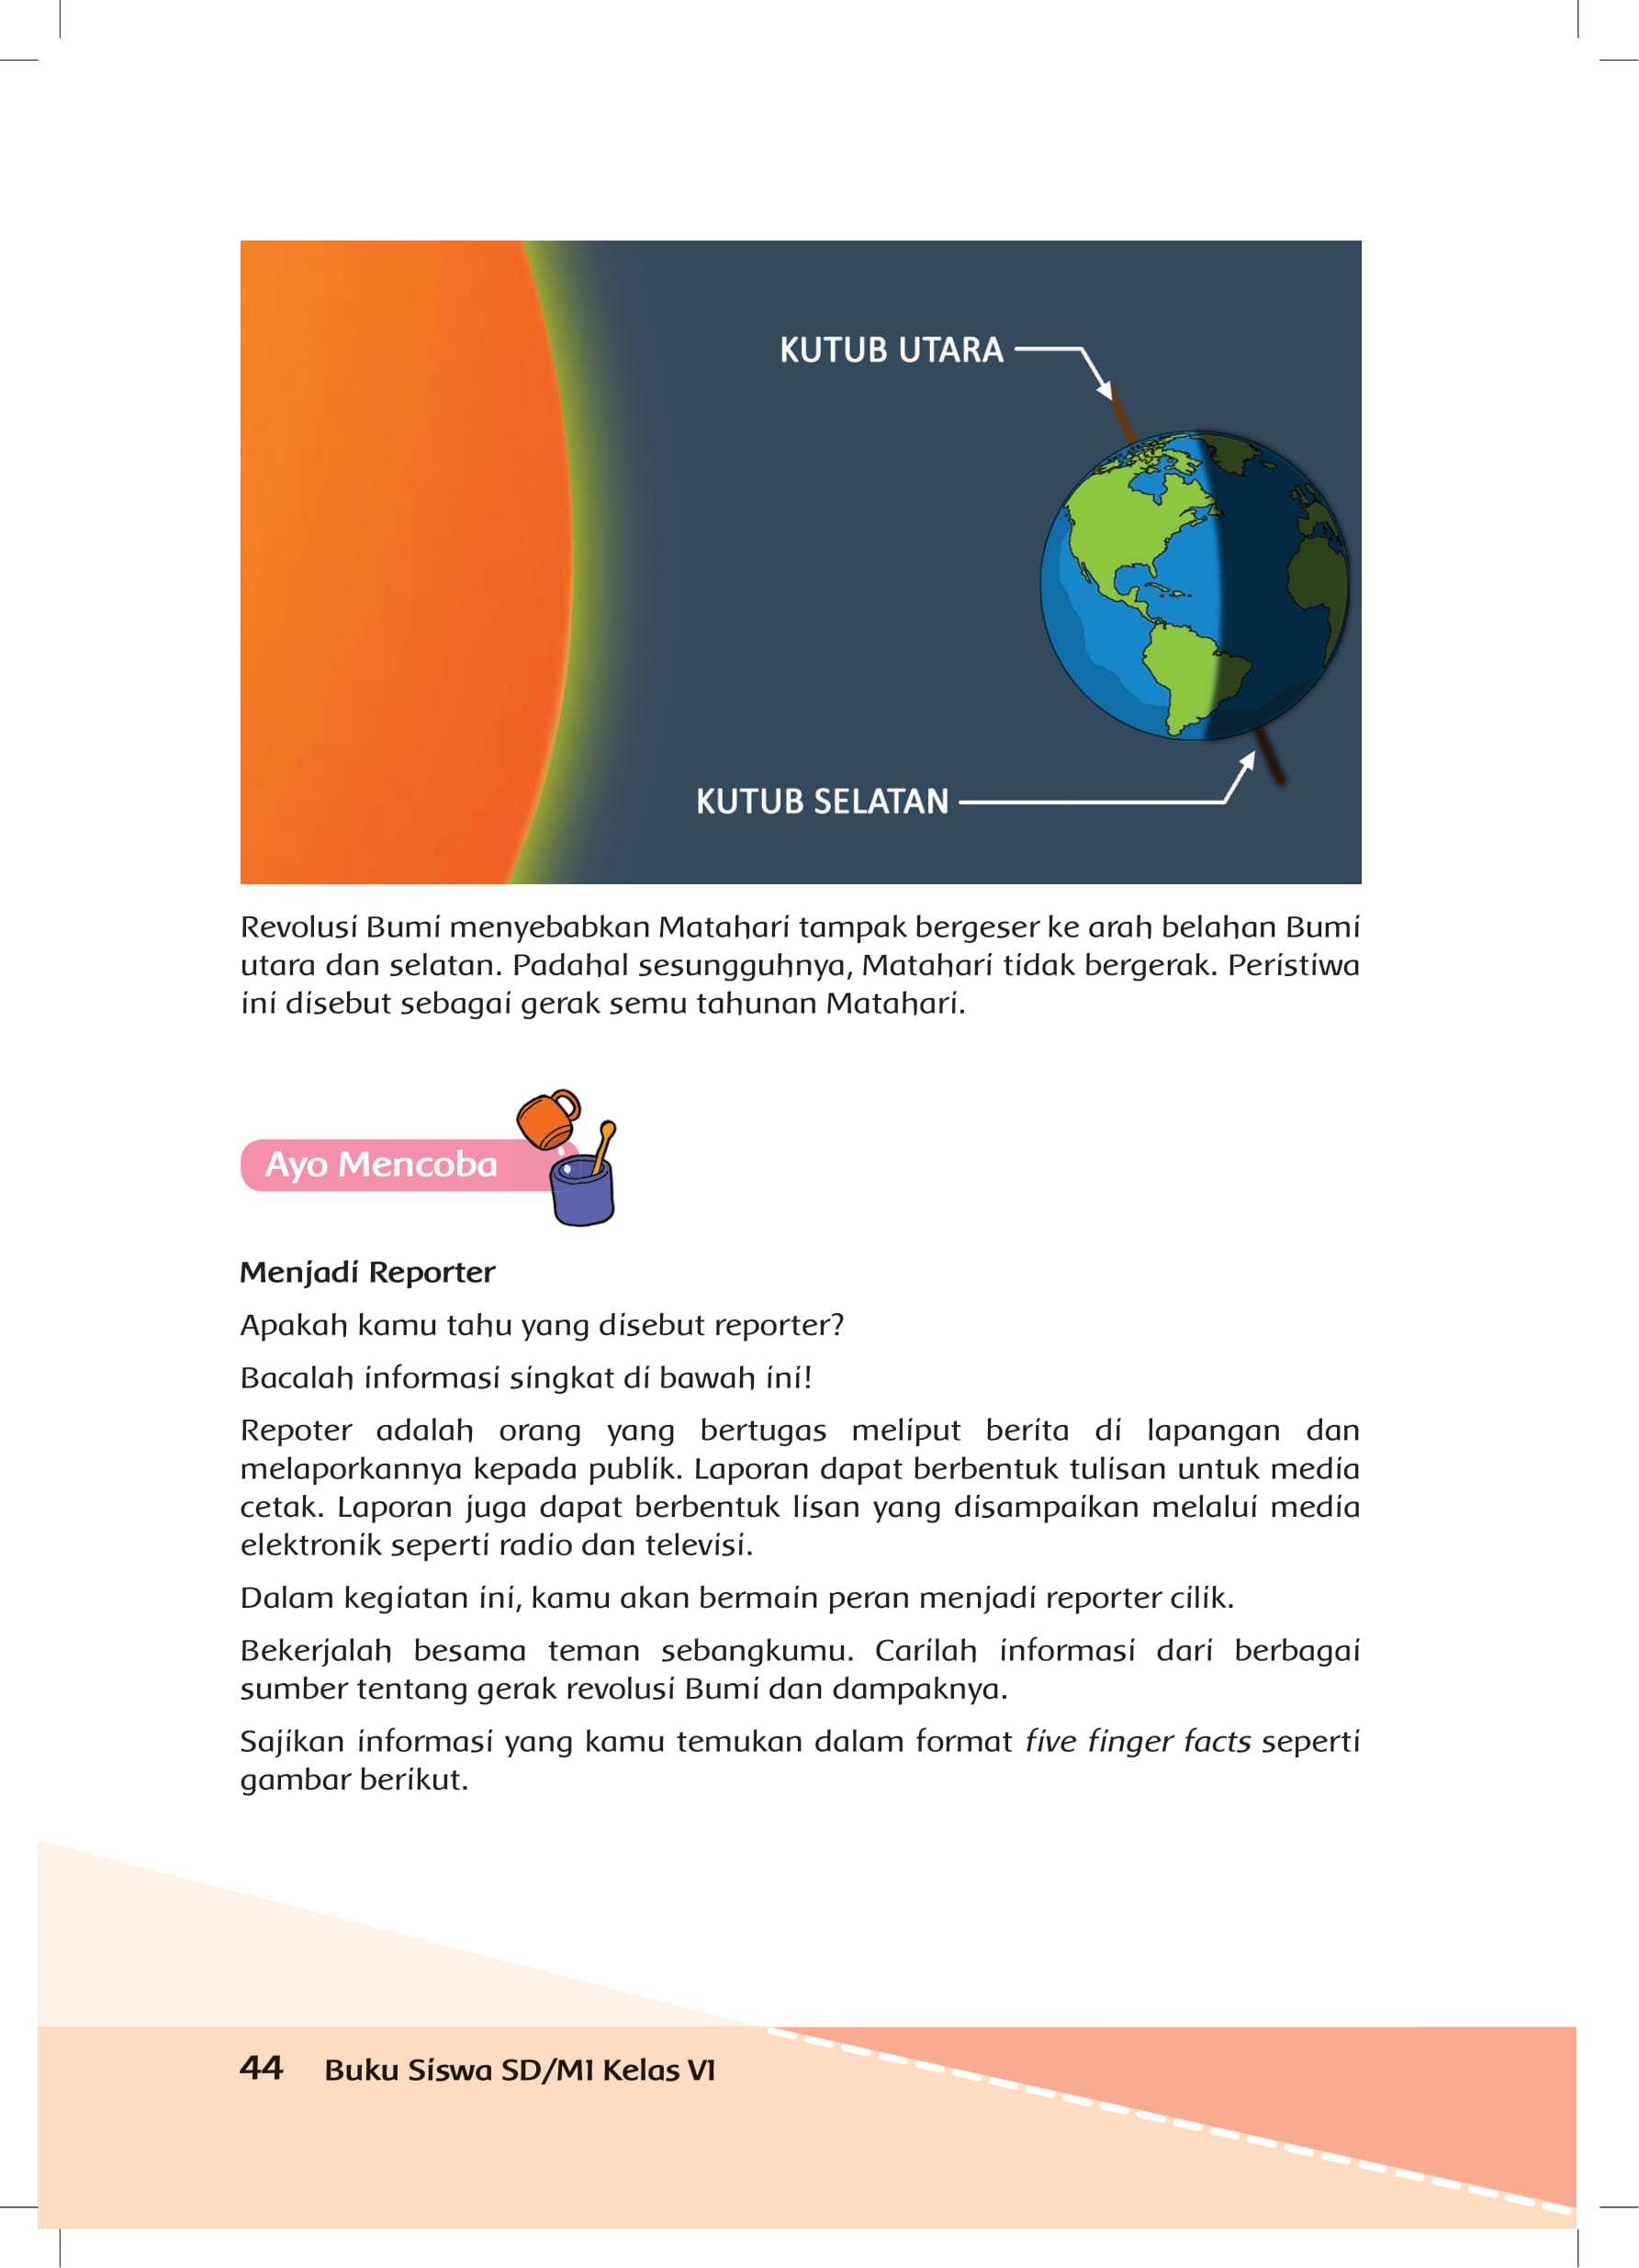 KUTUB UTARA
KUTUB SELATAN
Revolusi Bumi menyebabkan Matahari tampak bergeser ke arah belahan Bumi
utara dan selatan. Padahal sesungguhnya, Matahari tidak bergerak. Peristiwa
ini disebut sebagai gerak semu tahunan Matahari.
Ayo Mencoba
Menjadi Reporter
Apakah kamu tahu yang disebut reporter?
Bacalah informasi singkat di bawah ini!
Repoter adalah orang yang bertugas meliput berita di lapangan dan
melaporkannya kepada publik. Laporan dapat berbentuk tulisan untuk media
cetak. Laporan juga dapat berbentuk lisan yang disampaikan melalui media
elektronik seperti radio dan televisi.
Dalam kegiatan ini, kamu akan bermain peran menjadi reporter cilik.
Bekerjalah besama teman sebangkumu. Carilah informasi dari berbagai
sumber tentang gerak revolusi Bumi dan dampaknya.
Sajikan informasi yang kamu temukan dalam format five finger facts seperti
gambar berikut.
44 Buku Siswa SD/MI Kelas VI